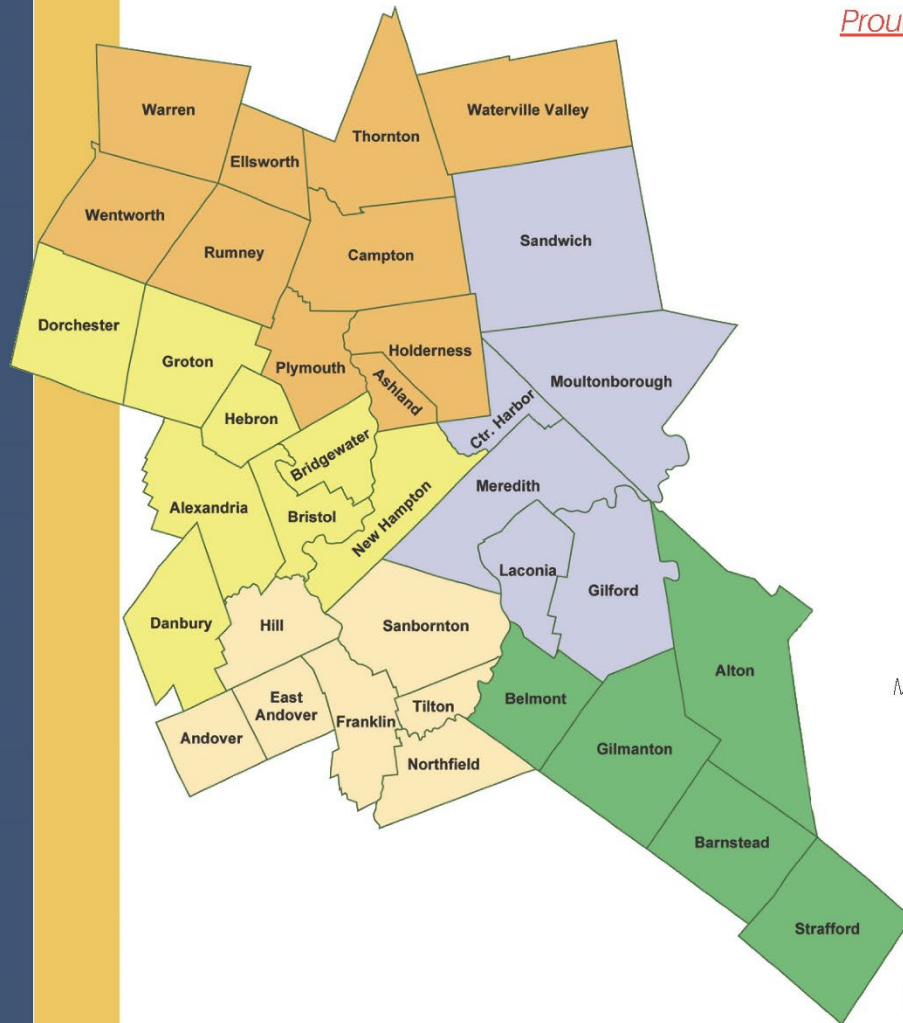 Warren
Thornton
Waterville Valley
Ellsworth
Wentworth
Rumney
Campton
Sandwich
Dorchester
Groton
Plymouth
Holderness
Ashland
Moultonborough
Hebron
Ctr. Harbor
Bridgewater
Alexandria
Bristol
New Hampton
Meredith
Laconia
Gilford
Danbury
Hill
Sanbornton
Alton
East
Andover
Andover
Franklin
Tilton
Belmont
Gilmanton
Northfield
Barnstead
Strafford